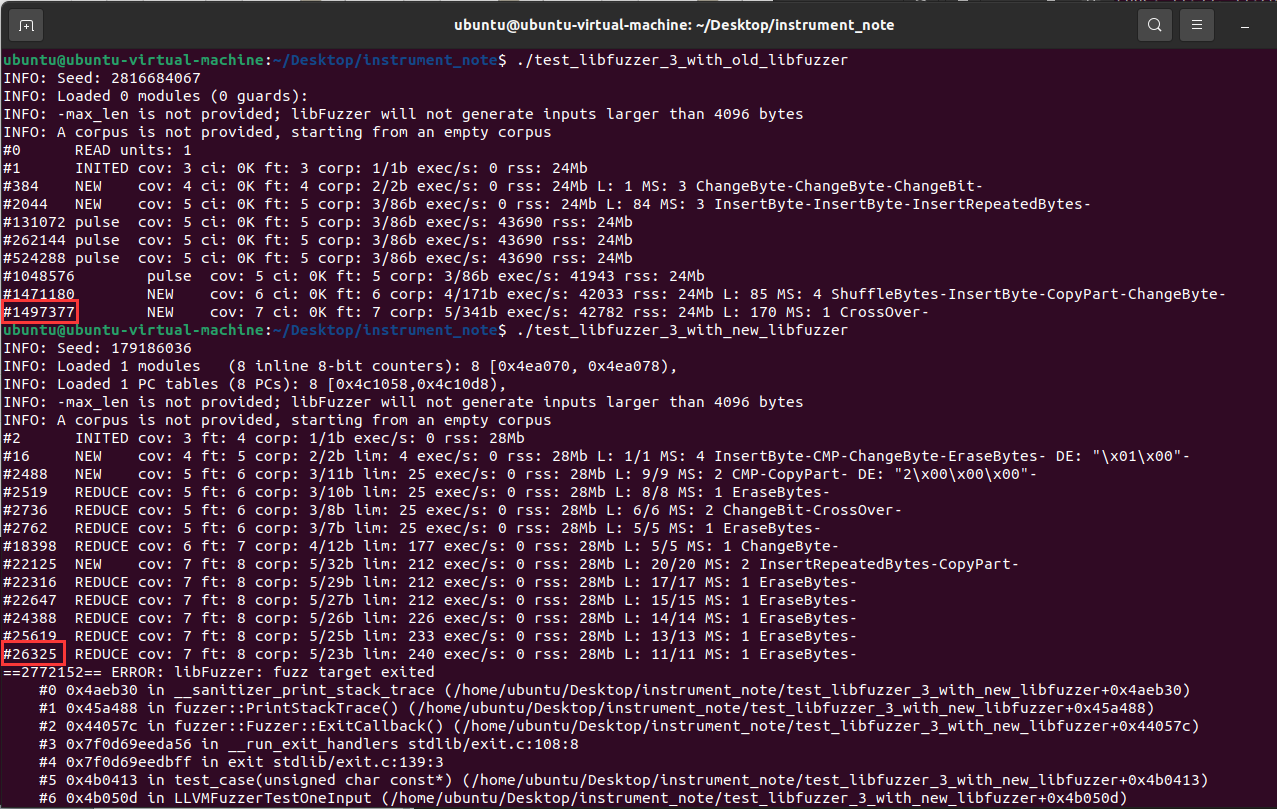 ubuntu@ubuntu-virtual-machine: ~/Desktop/instrument_note
ubuntu@ubuntu-virtual-machine:~/Desktop/instrument_note$ ./test_libfuzzer_3_with_old_libfuzzer
INFO: Seed: 2816684067
INFO: Loaded 0 modules (0 guards):
INFO: -max_len is not provided; libFuzzer will not generate inputs larger than 4096 bytes
INFO: A corpus is not provided, starting from an empty corpus
#0      READ units: 1
#1      INITED cov: 3 ci: 0K ft: 3 corp: 1/1b exec/s: 0 rss: 24Mb
#384    NEW    cov: 4 ci: 0K ft: 4 corp: 2/2b exec/s: 0 rss: 24Mb L: 1 MS: 3 ChangeByte-ChangeByte-ChangeBit-
#2044   NEW    cov: 5 ci: 0K ft: 5 corp: 3/86b exec/s: 0 rss: 24Mb L: 84 MS: 3 InsertByte-InsertByte-InsertRepeatedBytes-
#131072 pulse  cov: 5 ci: 0K ft: 5 corp: 3/86b exec/s: 43690 rss: 24Mb
#262144 pulse  cov: 5 ci: 0K ft: 5 corp: 3/86b exec/s: 43690 rss: 24Mb
#524288 pulse  cov: 5 ci: 0K ft: 5 corp: 3/86b exec/s: 43690 rss: 24Mb
#1048576        pulse  cov: 5 ci: 0K ft: 5 corp: 3/86b exec/s: 41943 rss: 24Mb
#1471180        NEW    cov: 6 ci: 0K ft: 6 corp: 4/171b exec/s: 42033 rss: 24Mb L: 85 MS: 4 ShuffleBytes-InsertByte-CopyPart-ChangeByte-
#1497377        NEW    cov: 7 ci: 0K ft: 7 corp: 5/341b exec/s: 42782 rss: 24Mb L: 170 MS: 1 CrossOver-
ubuntu@ubuntu-virtual-machine:~/Desktop/instrument_note$ ./test_libfuzzer_3_with_new_libfuzzer
INFO: Seed: 179186036
INFO: Loaded 1 modules   (8 inline 8-bit counters): 8 [0x4ea070, 0x4ea078),
INFO: Loaded 1 PC tables (8 PCs): 8 [0x4c1058,0x4c10d8),
INFO: -max_len is not provided; libFuzzer will not generate inputs larger than 4096 bytes
INFO: A corpus is not provided, starting from an empty corpus
#2      INITED cov: 3 ft: 4 corp: 1/1b exec/s: 0 rss: 28Mb
#16     NEW    cov: 4 ft: 5 corp: 2/2b lim: 4 exec/s: 0 rss: 28Mb L: 1/1 MS: 4 InsertByte-CMP-ChangeByte-EraseBytes- DE: "\x01\x00"-
#2488   NEW    cov: 5 ft: 6 corp: 3/11b lim: 25 exec/s: 0 rss: 28Mb L: 9/9 MS: 2 CMP-CopyPart- DE: "2\x00\x00\x00"-
#2519   REDUCE cov: 5 ft: 6 corp: 3/10b lim: 25 exec/s: 0 rss: 28Mb L: 8/8 MS: 1 EraseBytes-
#2736   REDUCE cov: 5 ft: 6 corp: 3/8b lim: 25 exec/s: 0 rss: 28Mb L: 6/6 MS: 2 ChangeBit-CrossOver-
#2762   REDUCE cov: 5 ft: 6 corp: 3/7b lim: 25 exec/s: 0 rss: 28Mb L: 5/5 MS: 1 EraseBytes-
#18398  REDUCE cov: 6 ft: 7 corp: 4/12b lim: 177 exec/s: 0 rss: 28Mb L: 5/5 MS: 1 ChangeByte-
#22125  NEW    cov: 7 ft: 8 corp: 5/32b lim: 212 exec/s: 0 rss: 28Mb L: 20/20 MS: 2 InsertRepeatedBytes-CopyPart-
#22316  REDUCE cov: 7 ft: 8 corp: 5/29b lim: 212 exec/s: 0 rss: 28Mb L: 17/17 MS: 1 EraseBytes-
#22647  REDUCE cov: 7 ft: 8 corp: 5/27b lim: 212 exec/s: 0 rss: 28Mb L: 15/15 MS: 1 EraseBytes-
#24388  REDUCE cov: 7 ft: 8 corp: 5/26b lim: 226 exec/s: 0 rss: 28Mb L: 14/14 MS: 1 EraseBytes-
#25619  REDUCE cov: 7 ft: 8 corp: 5/25b lim: 233 exec/s: 0 rss: 28Mb L: 13/13 MS: 1 EraseBytes-
#26325  REDUCE cov: 7 ft: 8 corp: 5/23b lim: 240 exec/s: 0 rss: 28Mb L: 11/11 MS: 1 EraseBytes-
==2772152== ERROR: libFuzzer: fuzz target exited
    #0 0x4aeb30 in __sanitizer_print_stack_trace (/home/ubuntu/Desktop/instrument_note/test_libfuzzer_3_with_new_libfuzzer+0x4aeb30)
    #1 0x45a488 in fuzzer::PrintStackTrace() (/home/ubuntu/Desktop/instrument_note/test_libfuzzer_3_with_new_libfuzzer+0x45a488)
    #2 0x44057c in fuzzer::Fuzzer::ExitCallback() (/home/ubuntu/Desktop/instrument_note/test_libfuzzer_3_with_new_libfuzzer+0x44057c)
    #3 0x7f0d69eeda56 in __run_exit_handlers stdlib/exit.c:108:8
    #4 0x7f0d69eedbff in exit stdlib/exit.c:139:3
    #5 0x4b0413 in test_case(unsigned char const*) (/home/ubuntu/Desktop/instrument_note/test_libfuzzer_3_with_new_libfuzzer+0x4b0413)
    #6 0x4b050d in LLVMFuzzerTestOneInput (/home/ubuntu/Desktop/instrument_note/test_libfuzzer_3_with_new_libfuzzer+0x4b050d)